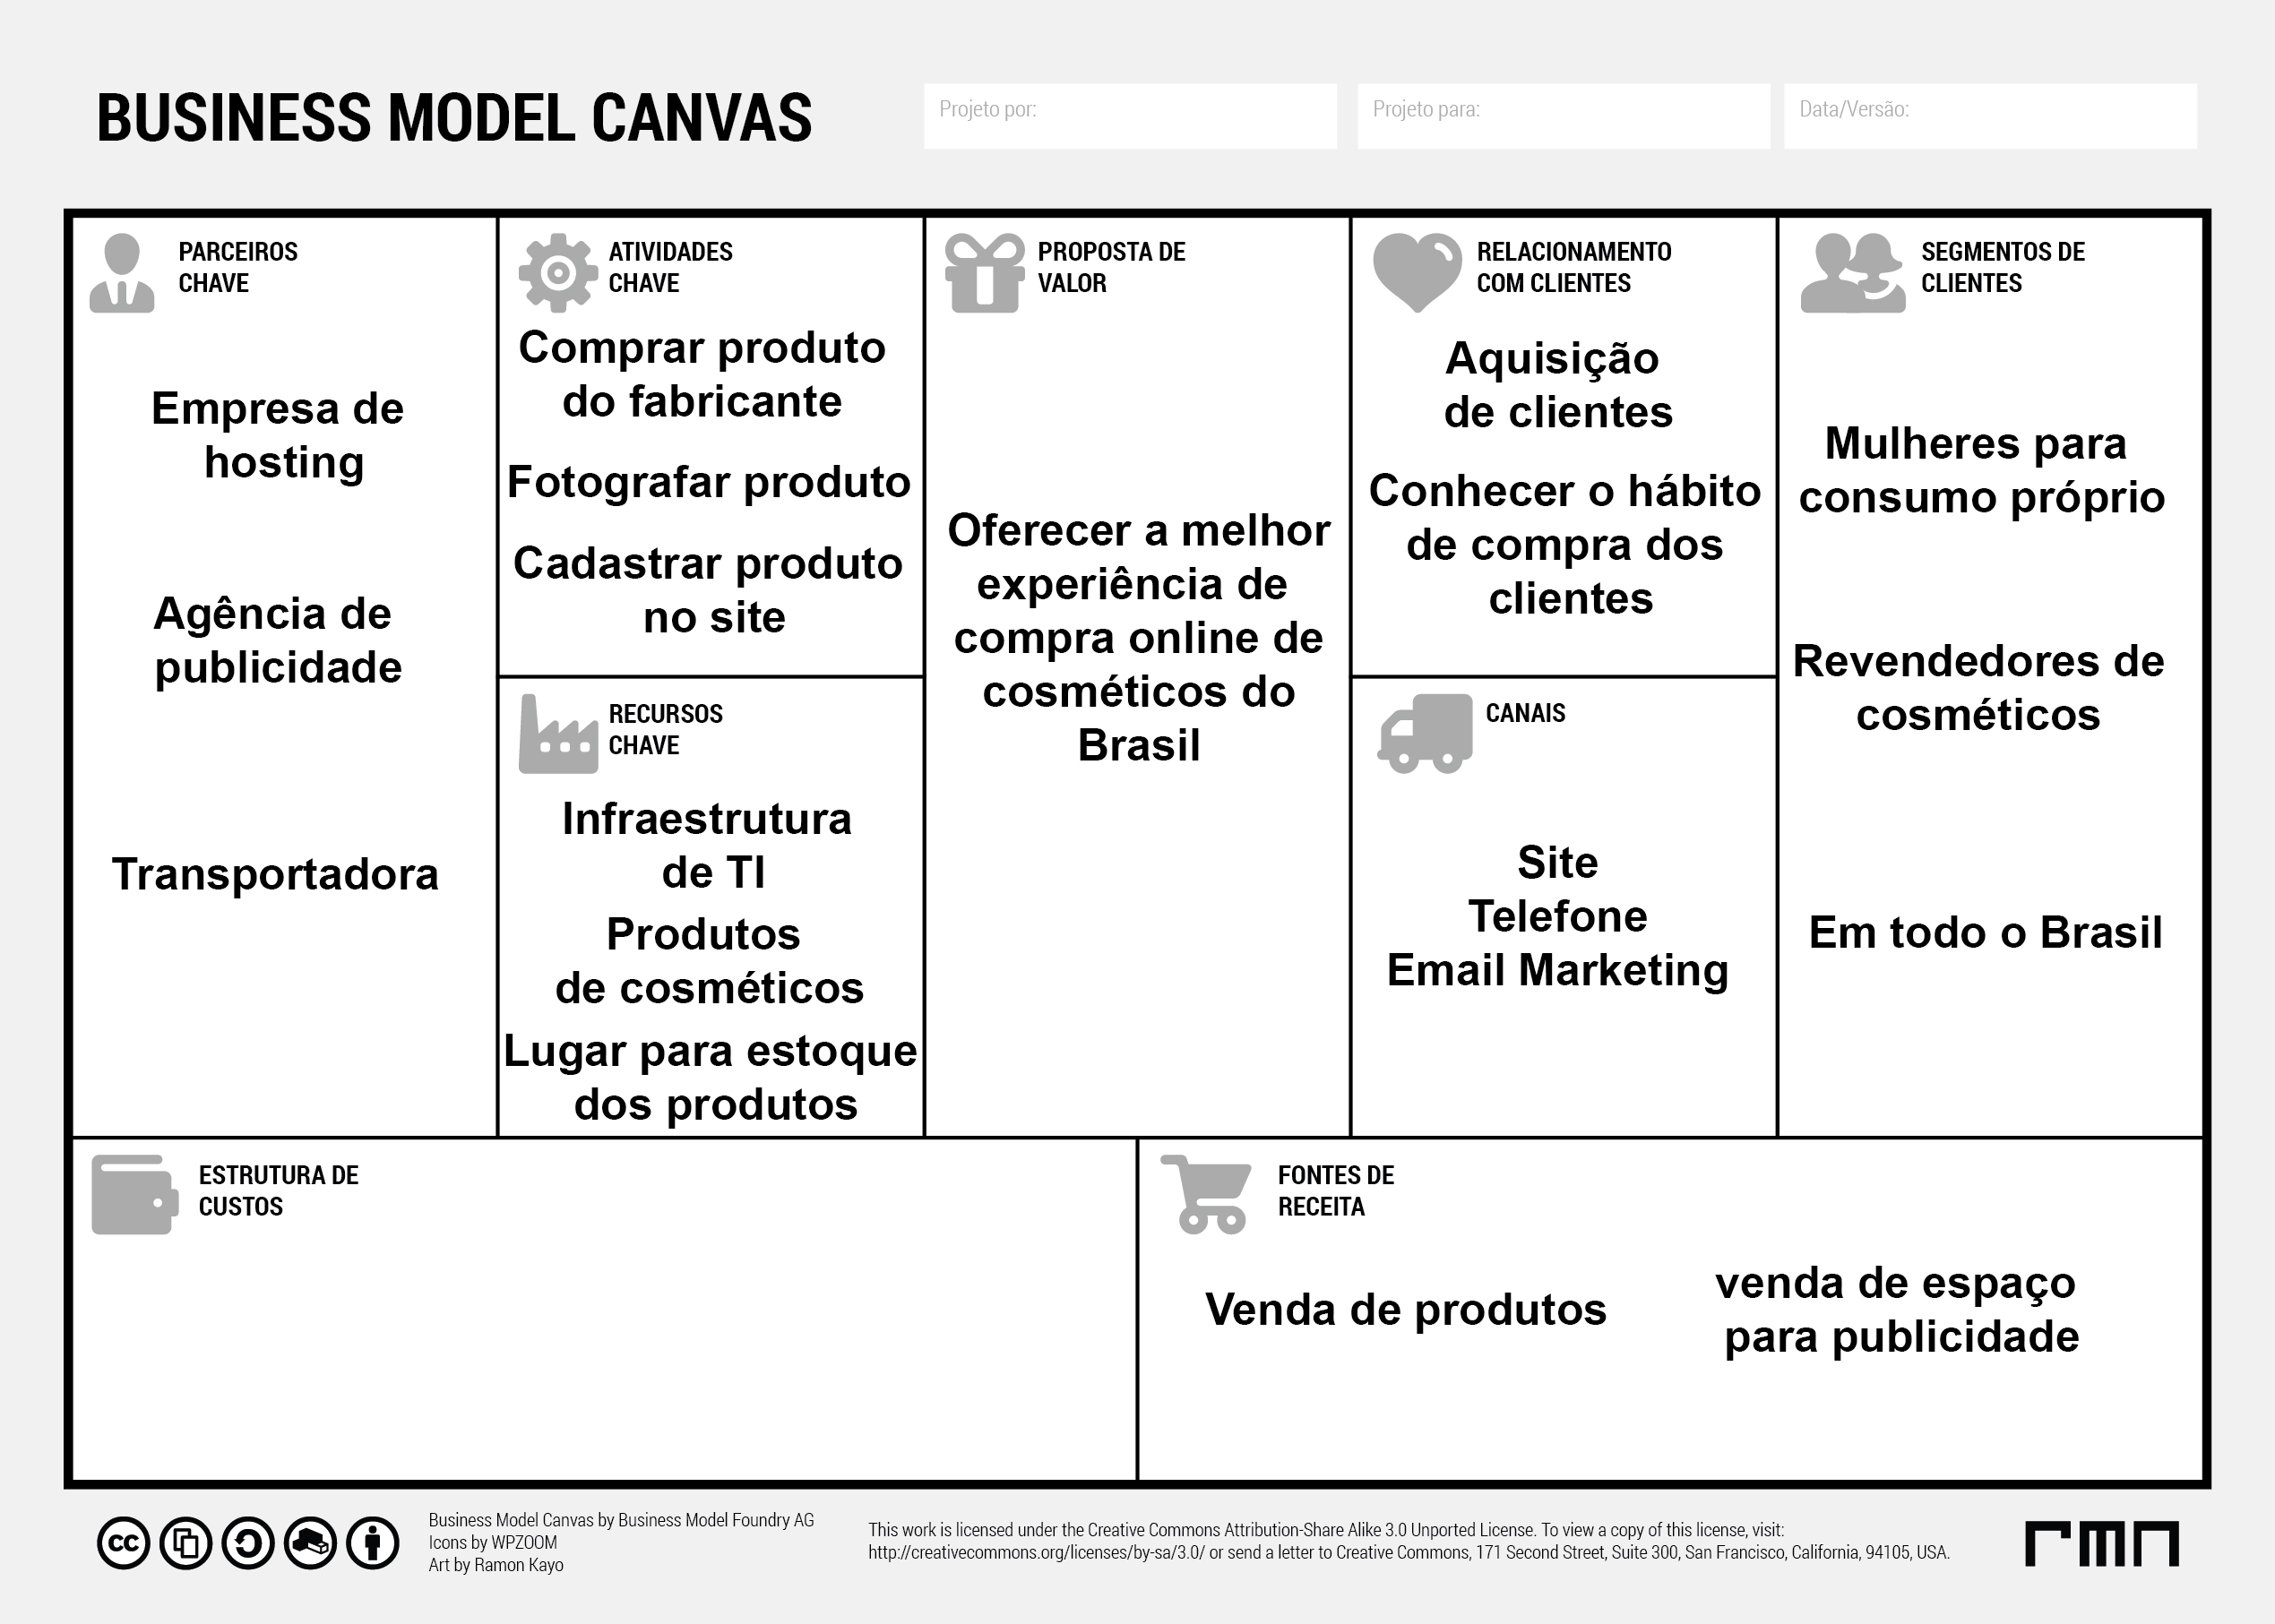 BUSINESS MODEL CANVAS
Projeto por:
Projeto para:
Data/Versão:
PARCEIROS
CHAVE
Empresa de
hosting
Agência de
publicidade
Transportadora
ATIVIDADES
CHAVE
Comprar produto
do fabricante
Fotografar produto
Cadastrar produto
no site
RECURSOS
CHAVE
Infraestrutura
de TI
Produtos
de cosméticos
Lugar para estoque
dos produtos
PROPOSTA DE
VALOR
Oferecer a melhor
experiência de
compra online de
cosméticos do
Brasil
RELACIONAMENTO
COM CLIENTES
Aquisição
de clientes
Conhecer o hábito
de compra dos
clientes
CANAIS
Site
Telefone
Email Marketing
SEGMENTOS DE
CLIENTES
Mulheres para
consumo próprio
Revendedores de
cosméticos
Em todo o Brasil
ESTRUTURA DE
CUSTOS
FONTES DE
RECEITA
Venda de produtos
venda de espaço
para publicidade
cc
Business Model Canvas by Business Model Foundry AG
Icons by WPZOOM
Art by Ramon Kayo
This work is licensed under the Creative Commons Attribution-Share Alike 3.0 Unported License. To view a copy of this license, visit:
http://creativecommons.org/licenses/by-sa/3.0/ or send a letter to Creative Commons, 171 Second Street, Suite 300, San Francisco, California, 94105, USA.
rmn